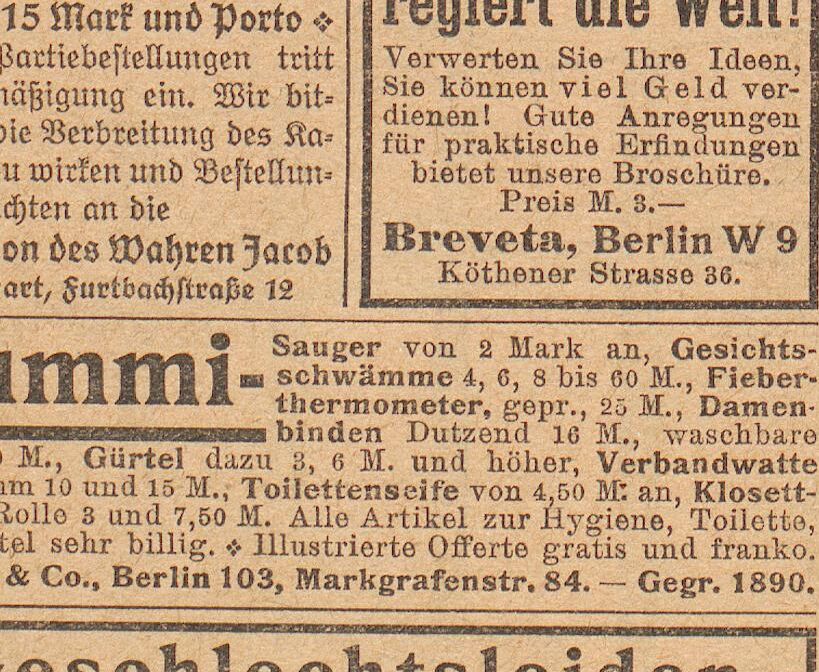 15 Mark und Porto
Partiebestellungen tritt
mäßigung ein. Wir bit-
die Verbreitung des Ka-
zu wirken und Bestellun-
chten an die
on des Wahren Jacob
art, Furtbachstraße 12
regiert die Welt!
Verwerten Sie Ihre Ideen,
Sie können viel Geld ver-
dienen! Gute Anregungen
für praktische Erfindungen
bietet unsere Broschüre.
Preis M. 3.—
Breveta, Berlin W 9
Köthener Strasse 36.
ummi-
Sauger von 2 Mark an, Gesichts-
schwämme 4, 6, 8 bis 60 M., Fieber-
thermometer, gepr., 25 M., Damen-
binden Dutzend 16 M., waschbare
M., Gürtel dazu 3, 6 M. und höher, Verbandwatte
mm 10 und 15 M., Toilettenseife von 4,50 M. an, Klosett-
Rolle 3 und 7,50 M. Alle Artikel zur Hygiene, Toilette,
tel sehr billig. Illustrierte Offerte gratis und franko.
& Co., Berlin 103, Markgrafenstr. 84. — Gegr. 1890.
eschlechtsleiden